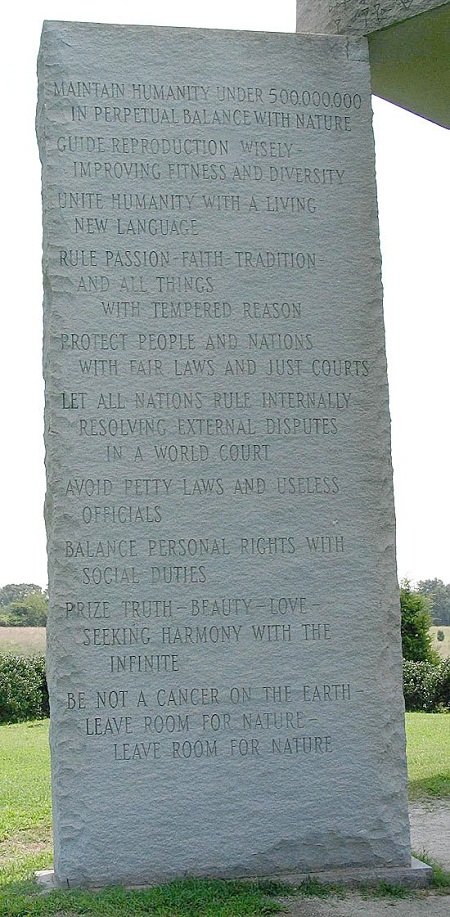 MAINTAIN HUMANITY UNDER 500,000,000
IN PERPETUAL BALANCE WITH NATURE
GUIDE REPRODUCTION WISELY-
IMPROVING FITNESS AND DIVERSITY
UNITE HUMANITY WITH A LIVING
NEW LANGUAGE
RULE PASSION-FAITH-TRADITION-
AND ALL THINGS
WITH TEMPERED REASON
PROTECT PEOPLE AND NATIONS
WITH FAIR LAWS AND JUST COURTS
LET ALL NATIONS RULE INTERNALLY
RESOLVING EXTERNAL DISPUTES
IN A WORLD COURT
AVOID PETTY LAWS AND USELESS
OFFICIALS
BALANCE PERSONAL RIGHTS WITH
SOCIAL DUTIES
PRIZE TRUTH-BEAUTY-LOVE-
SEEKING HARMONY WITH THE
INFINITE
BE NOT A CANCER ON THE EARTH-
LEAVE ROOM FOR NATURE-
LEAVE ROOM FOR NATURE